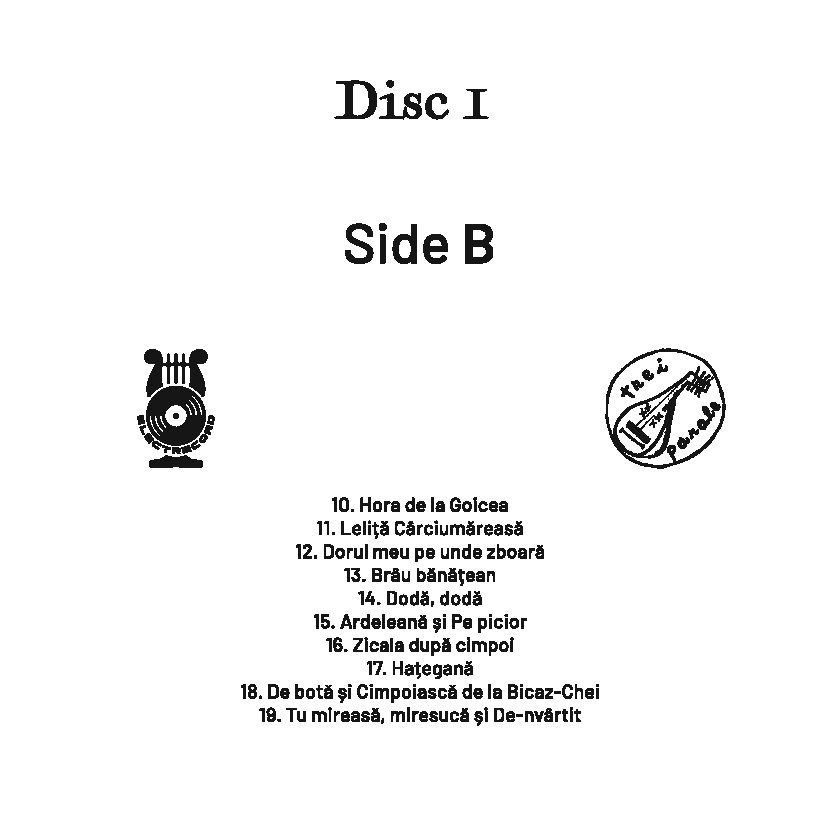 Disc 1
Side B
ELECTRECORD
trei
parale
10. Hora de la Goicea
11. Leliță Cârciumăreasă
12. Dorul meu pe unde zboară
13. Brâu bănățean
14. Dodă, dodă
15. Ardeleană și Pe picior
16. Zicala după cimpoi
17. Hațegană
18. De botă și Cimpoiască de la Bicaz-Chei
19. Tu mireasă, miresucă și De-nvârtit